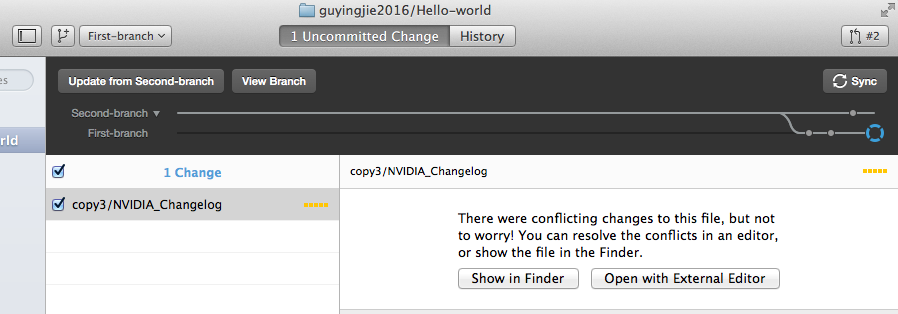 guyingjie2016/Hello-world
First-branch
1 Uncommitted Change
History
#2
es
Update from Second-branch
View Branch
Sync
Second-branch
First-branch
rld
1 Change
copy3/NVIDIA_Changelog
copy3/NVIDIA_Changelog
There were conflicting changes to this file, but not
to worry! You can resolve the conflicts in an editor,
or show the file in the Finder.
Show in Finder
Open with External Editor